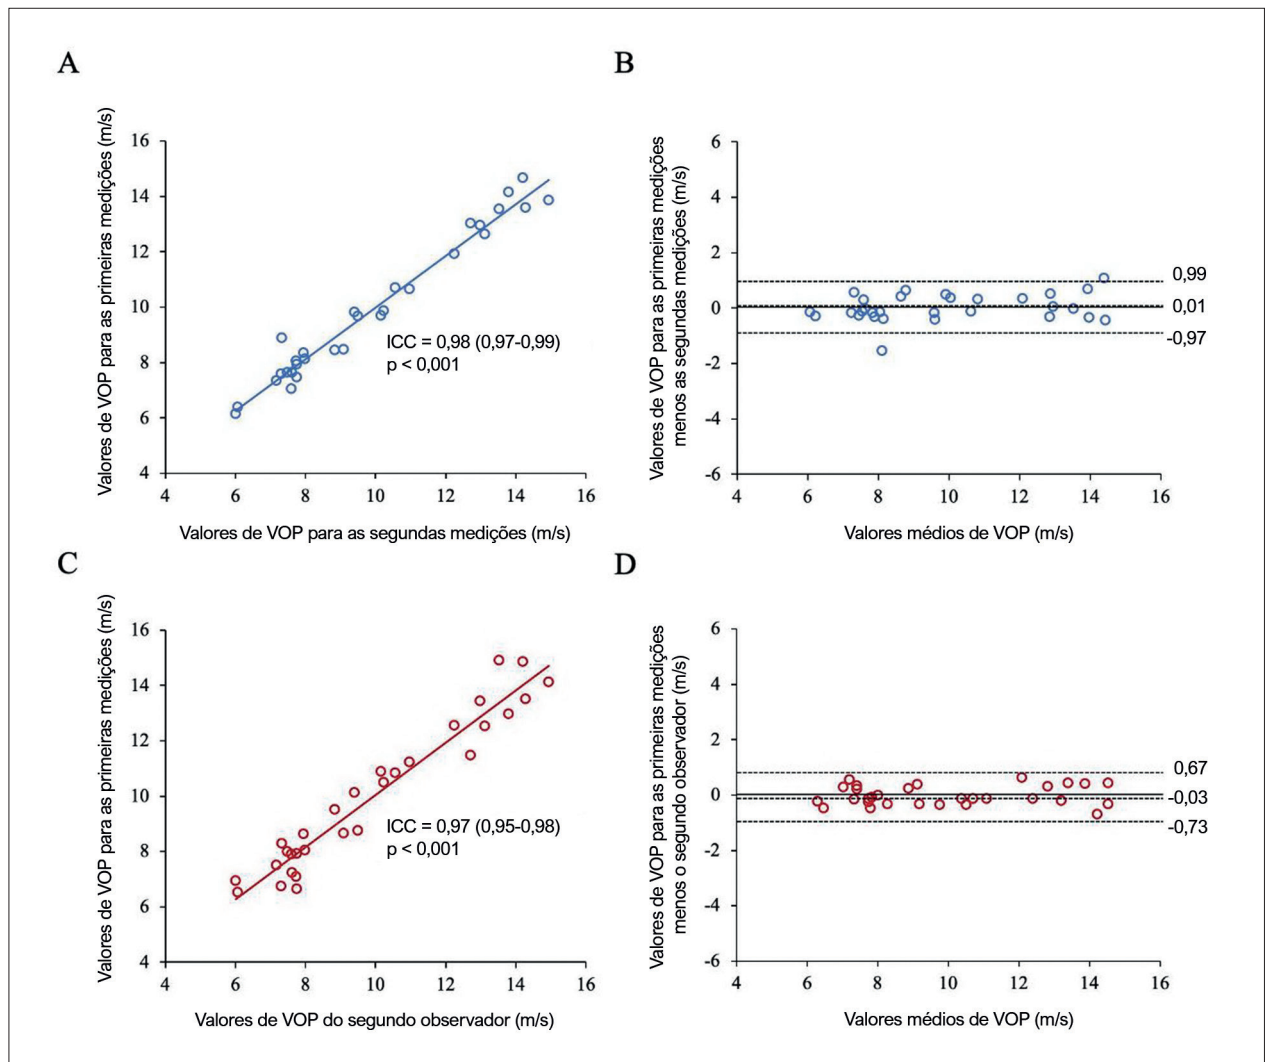 A
Valores de VOP para as primeiras medições (m/s)
16
14
12
10
8
6
4
ICC = 0,98 (0,97-0,99)
p < 0,001
4 6 8 10 12 14 16
Valores de VOP para as segundas medições (m/s)
B
Valores de VOP para as primeiras medições
menos as segundas medições (m/s)
6
4
2
0
-2
-4
-6
0,99
0,01
-0,97
4 6 8 10 12 14 16
Valores médios de VOP (m/s)
C
Valores de VOP para as primeiras medições (m/s)
16
14
12
10
8
6
4
ICC = 0,97 (0,95-0,98)
p < 0,001
4 6 8 10 12 14 16
Valores de VOP do segundo observador (m/s)
D
Valores de VOP para as primeiras medições
menos o segundo observador (m/s)
6
4
2
0
-2
-4
-6
0,67
-0,03
-0,73
4 6 8 10 12 14 16
Valores médios de VOP (m/s)